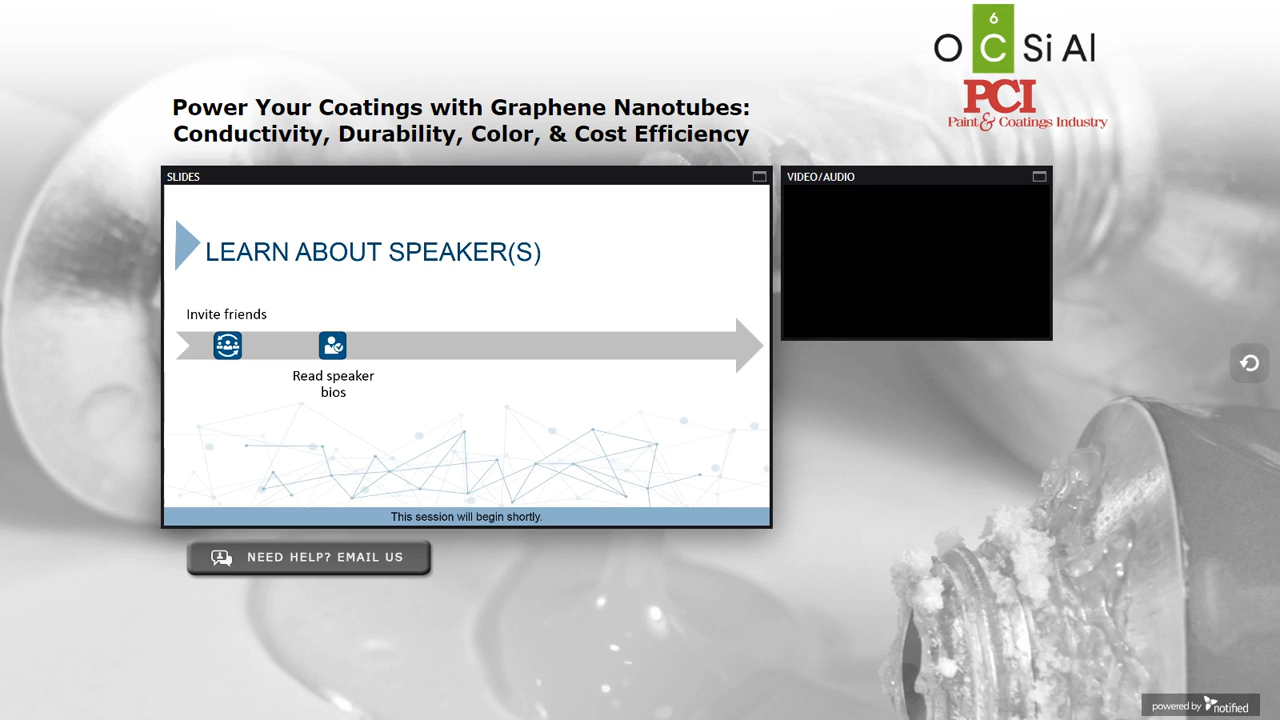 6
O C Si Al
PCI
Paint & Coatings Industry
Power Your Coatings with Graphene Nanotubes:
Conductivity, Durability, Color, & Cost Efficiency
SLIDES
VIDEO/AUDIO
LEARN ABOUT SPEAKER(S)
Invite friends
Read speaker
bios
This session will begin shortly.
NEED HELP? EMAIL US
powered by notified